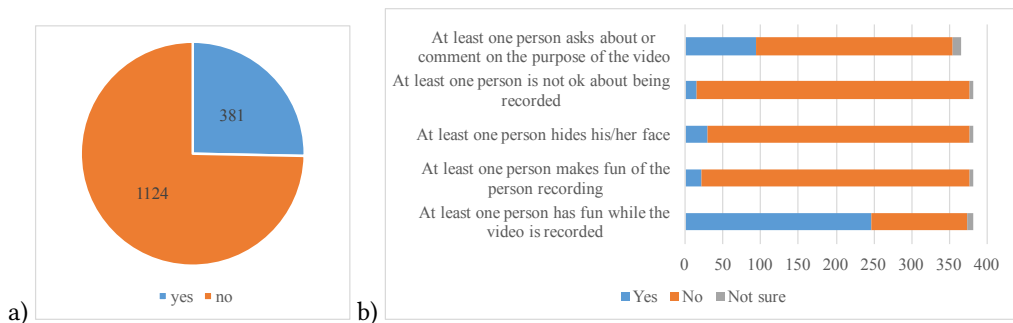 381
1124
yes no
a)
At least one person asks about or
comment on the purpose of the video
At least one person is not ok about being
recorded
At least one person hides his/her face
At least one person makes fun of
the person recording
At least one person has fun while the
video is recorded
0 50 100 150 200 250 300 350 400
Yes No Not sure
b)